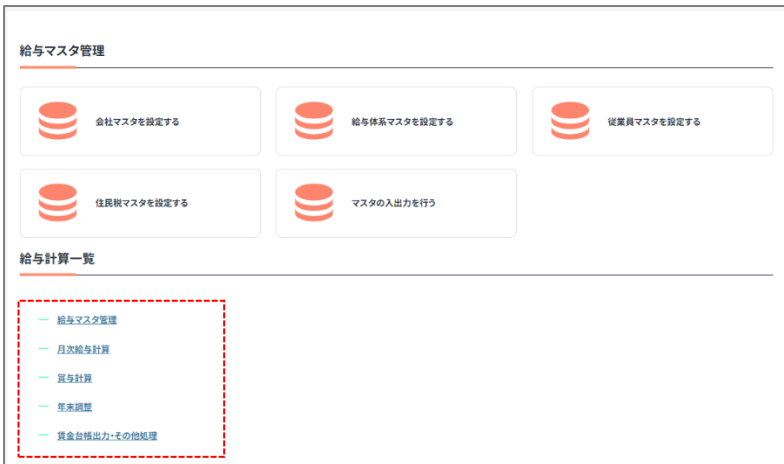 給与マスタ管理
会社マスタを設定する
給与体系マスタを設定する
従業員マスタを設定する
住民税マスタを設定する
マスタの入出力を行う
給与計算一覧
給与マスタ管理
月次給与計算
賞与計算
年末調整
賃金台帳出力・その他処理